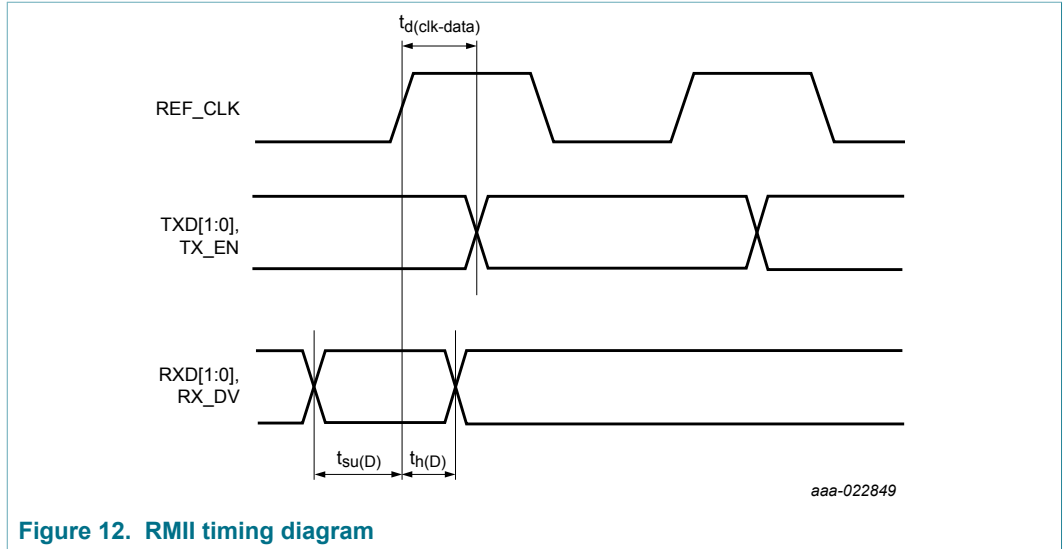 td(clk-data)
REF_CLK
TXD[1:0],
TX_EN
RXD[1:0],
RX_DV
tsu(D)
th(D)
aaa-022849
Figure 12. RMII timing diagram